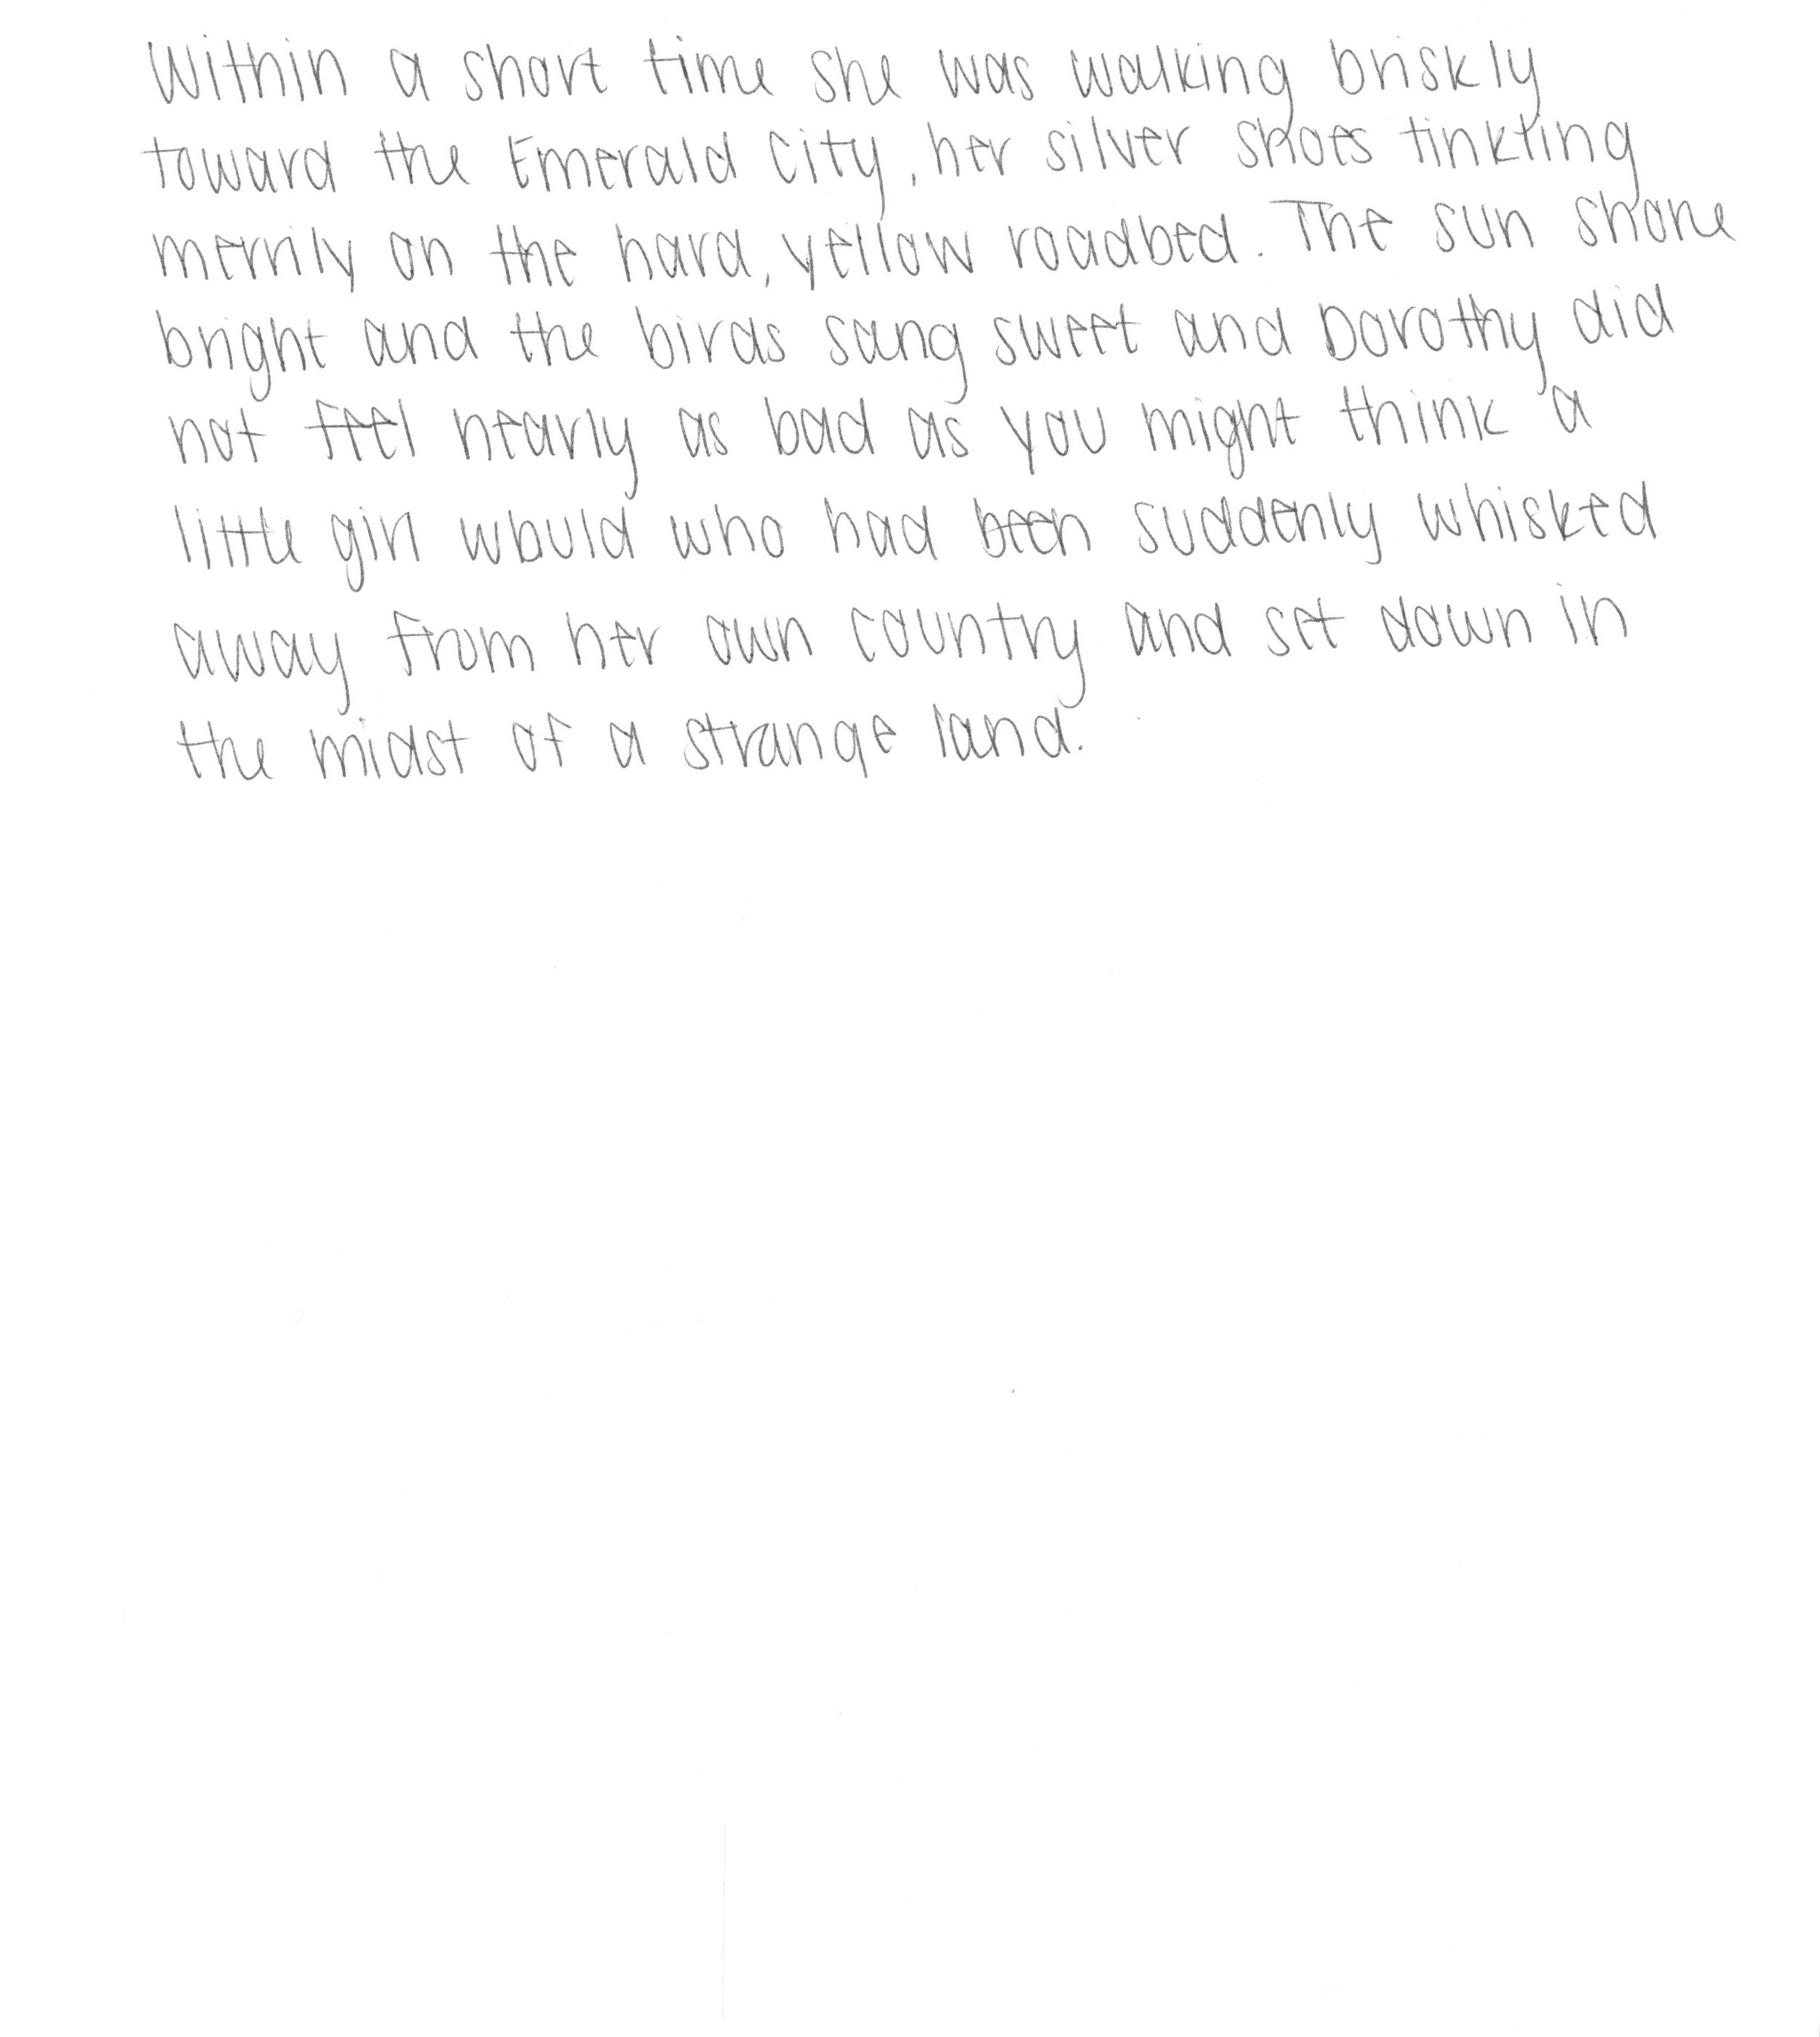 Within a short time she was walking briskly
toward the Emerald City, her silver shoes tinkling
merrily on the hard, yellow roadbed. The sun shone
bright and the birds sang sweet and Dorothy did
not feel nearly as bad as you might think a
little girl would who had been suddenly whisked
away from her own country and set down in
the midst of a strange land.